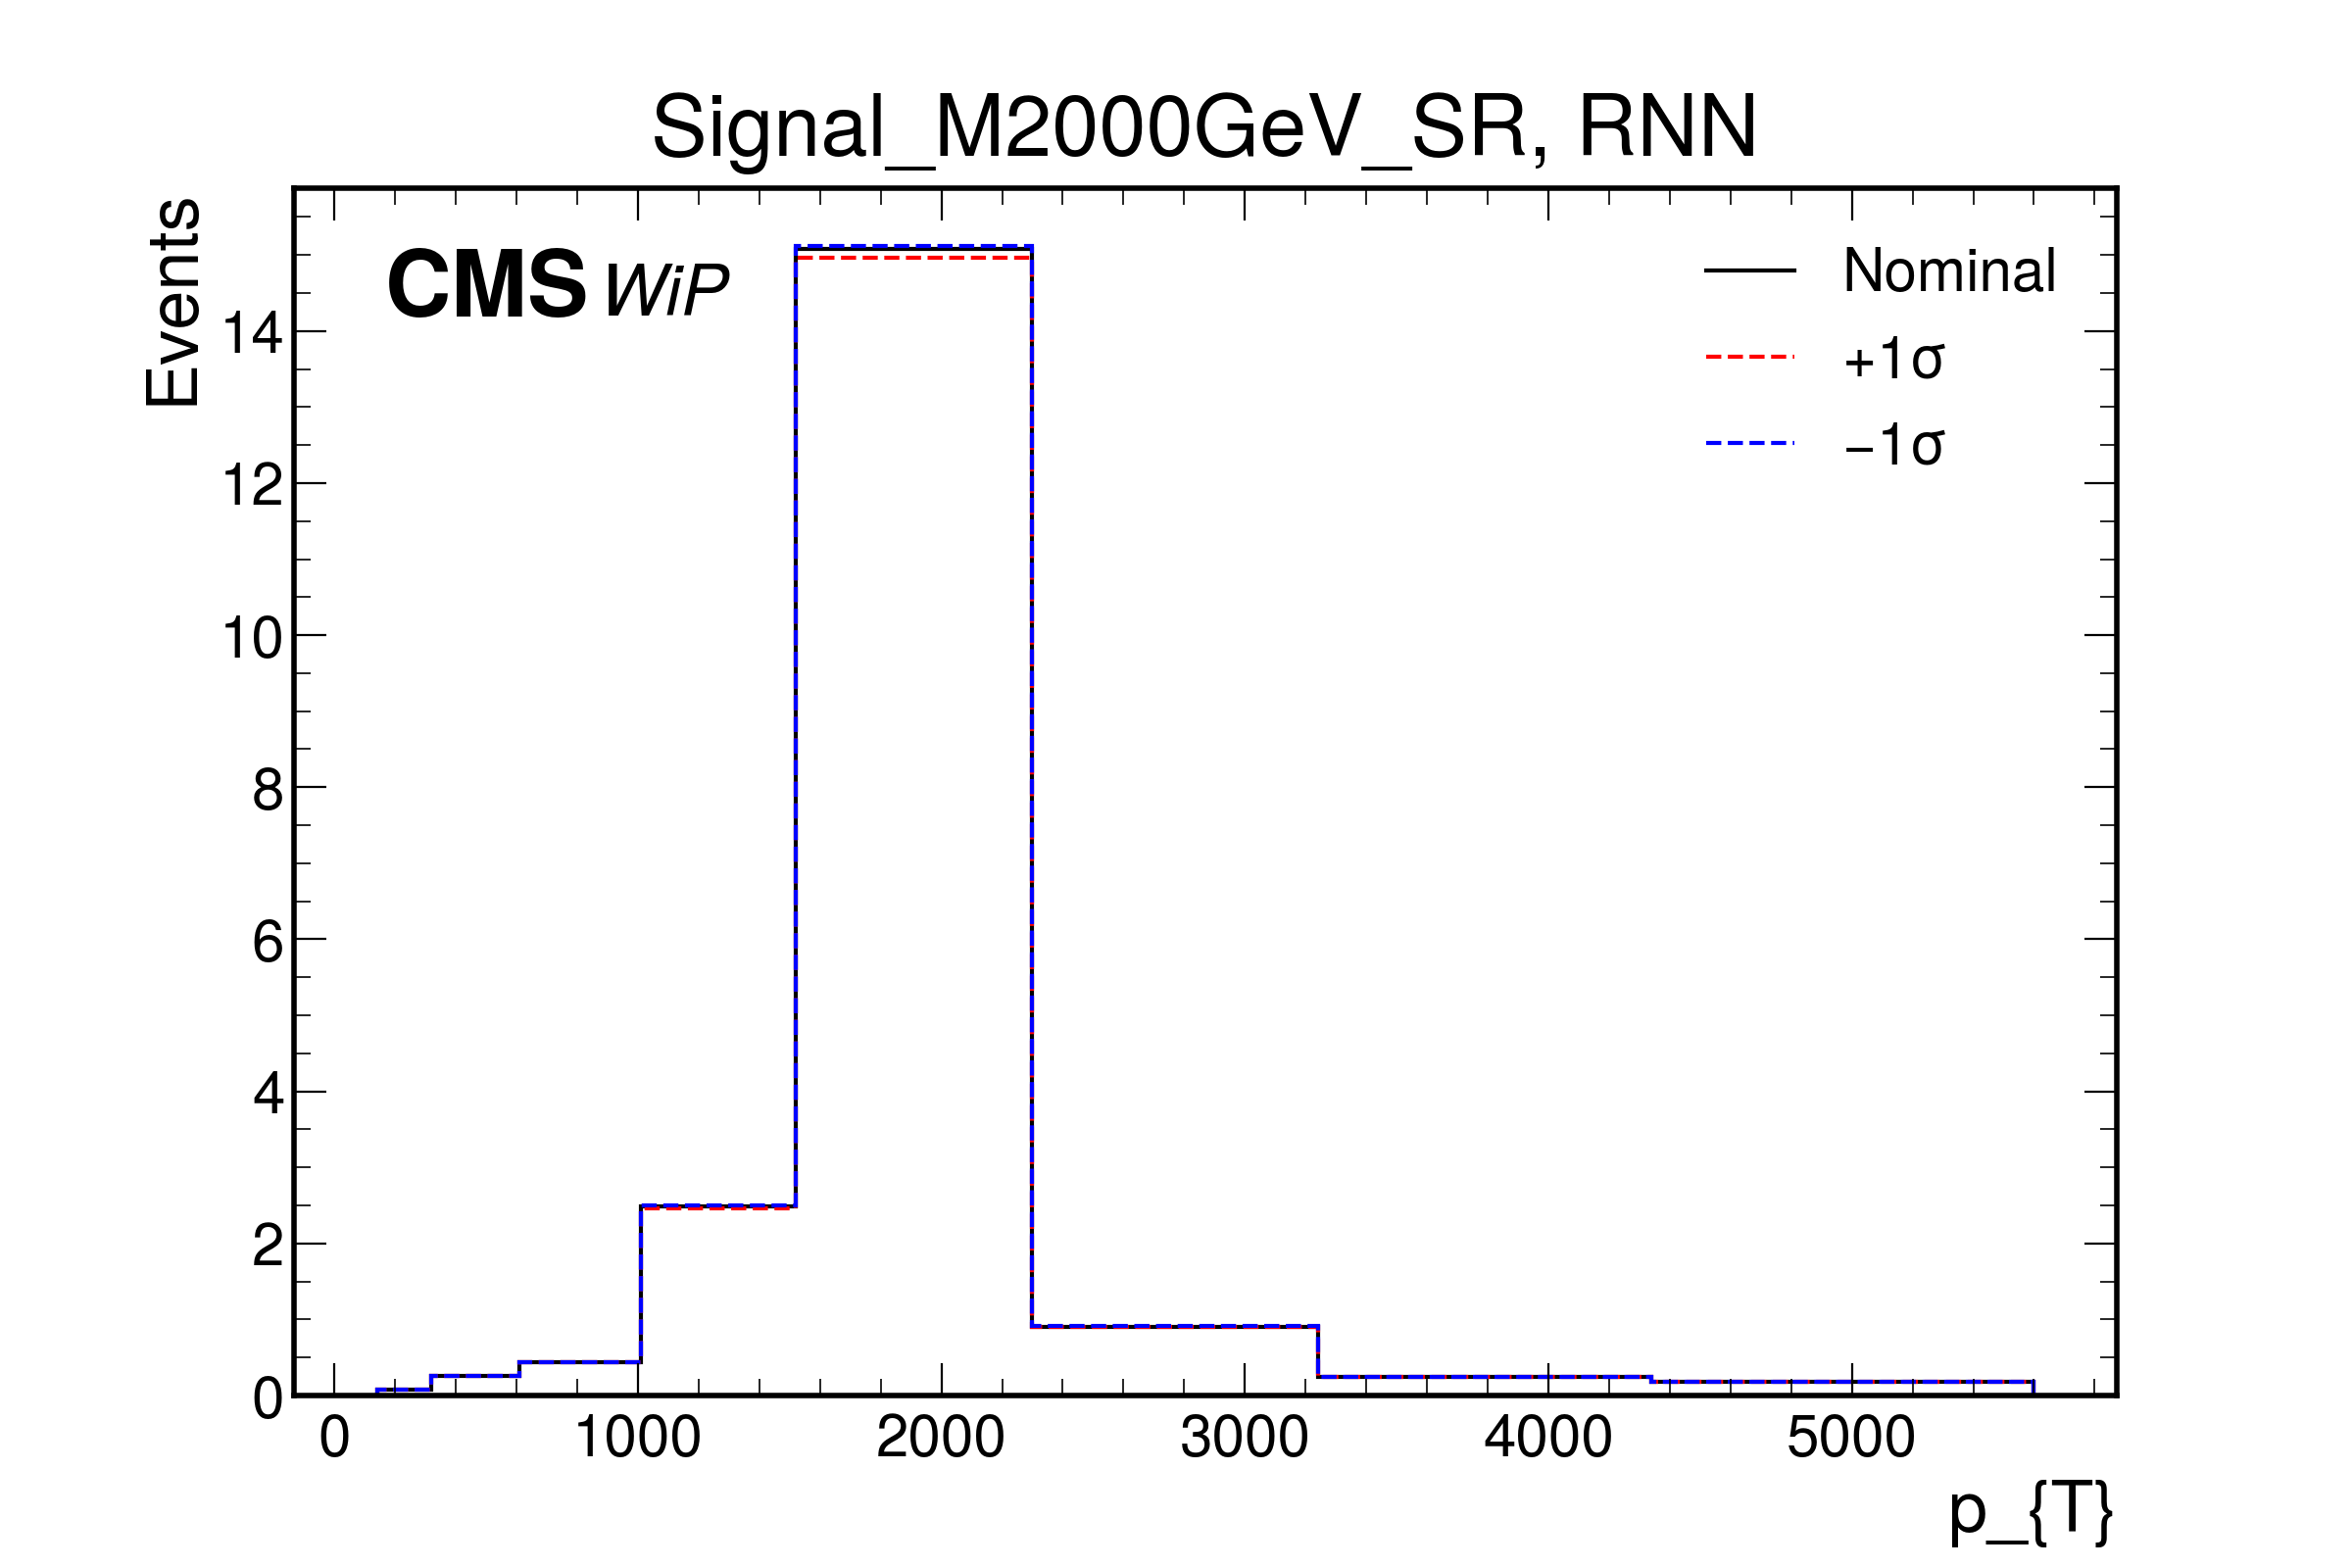 Signal_M2000GeV_SR, RNN
Events
CMS WiP
Nominal
+1σ
−1σ
14
12
10
8
6
4
2
0
0 1000 2000 3000 4000 5000
p_{T}